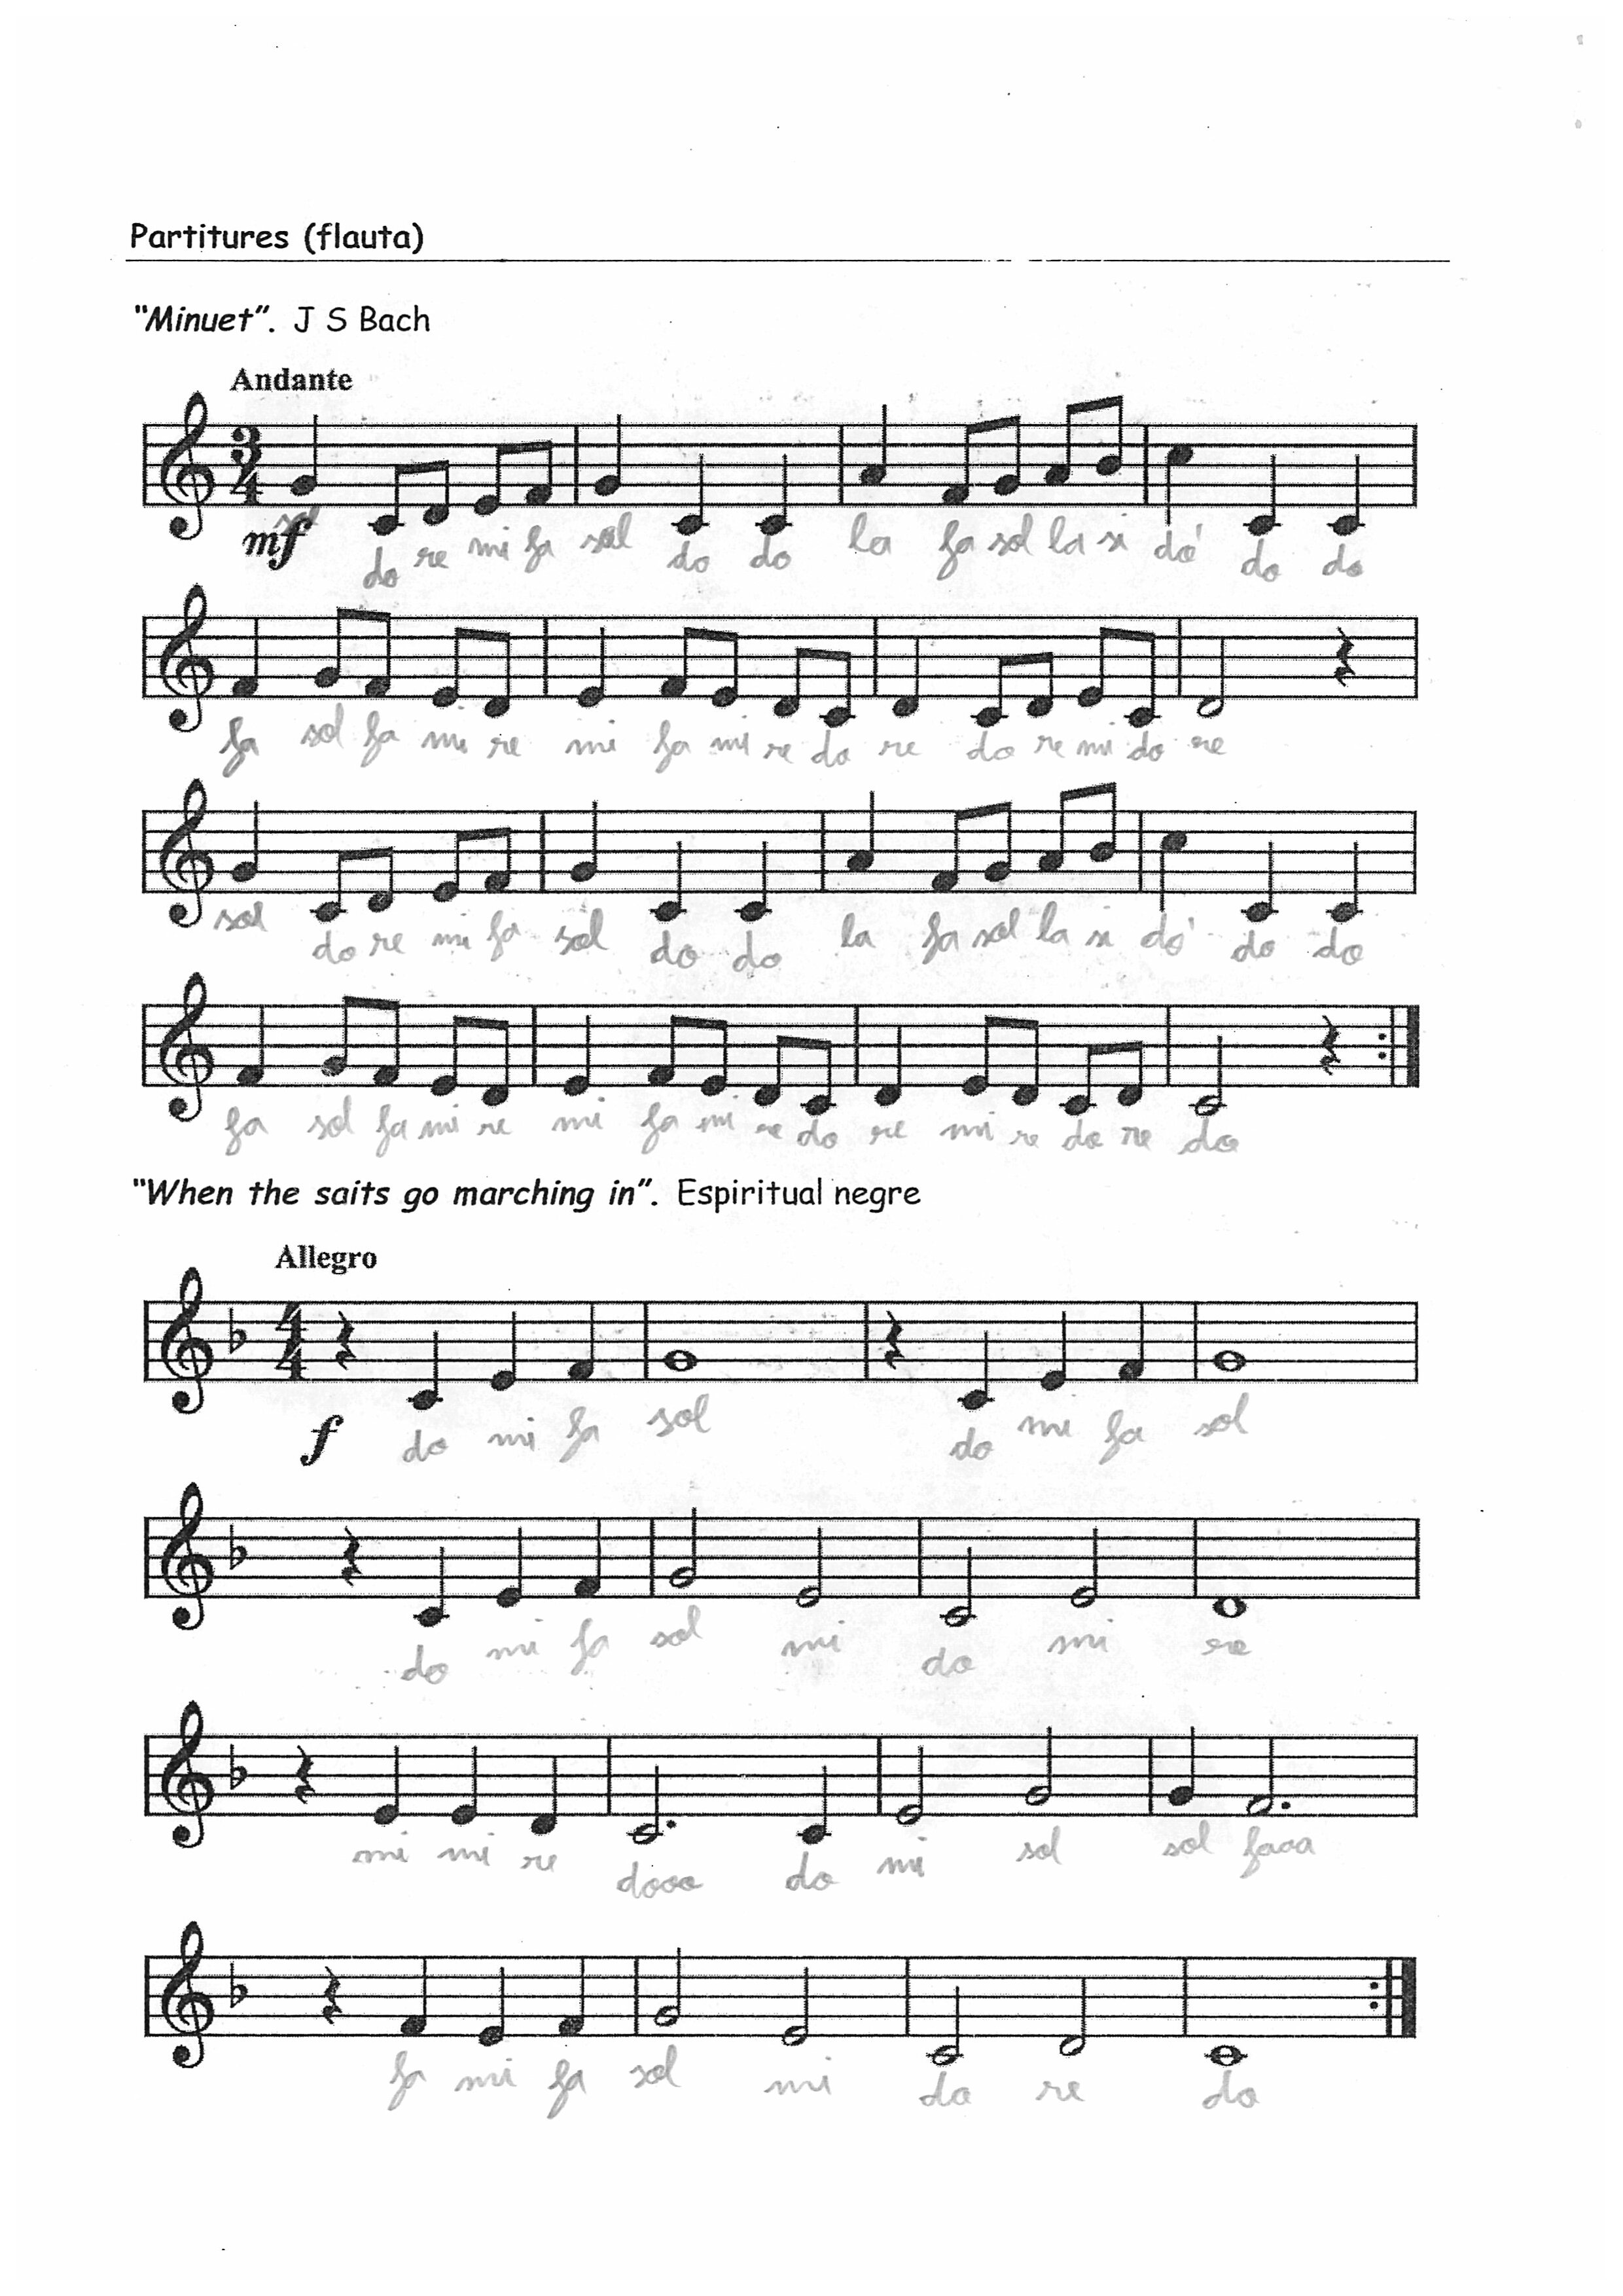 Partitures (flauta)
"Minuet". J S Bach
Andante
3 4
mf sol do re mi fa sol do do la fa sol la si do' do do
fa sol fa mi re mi fa mi re do re do re mi do re
sol do re mi fa sol do do la fa sol la si do' do do
fa sol fa mi re mi fa mi re do re mi re do re do
"When the saits go marching in". Espiritual negre
Allegro
4 4
f do mi fa sol do mi fa sol
do mi fa sol mi do mi re
mi mi re dooo do mi sol sol faaa
fa mi fa sol mi do re do